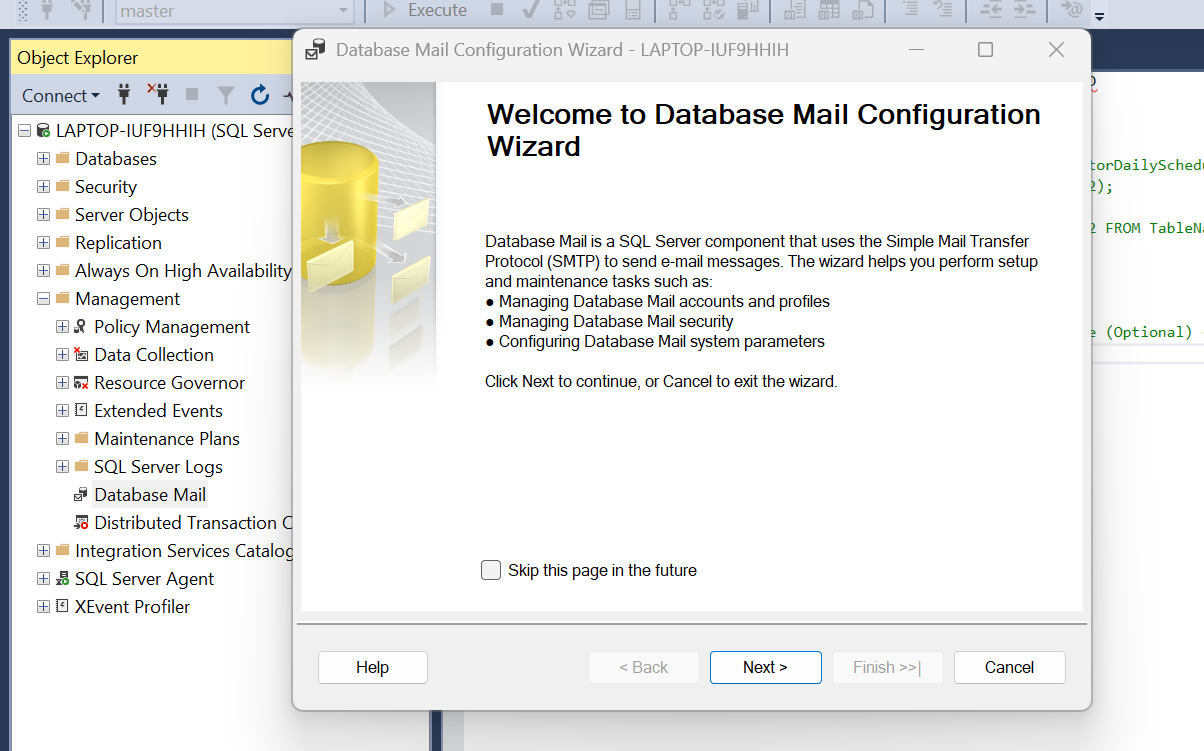 master
Execute
Database Mail Configuration Wizard - LAPTOP-IUF9HHIH
Object Explorer
Connect
LAPTOP-IUF9HHIH (SQL Serve
Databases
Security
Server Objects
Replication
Always On High Availability
Management
Policy Management
Data Collection
Resource Governor
Extended Events
Maintenance Plans
SQL Server Logs
Database Mail
Distributed Transaction C
Integration Services Catalog
SQL Server Agent
XEvent Profiler
Welcome to Database Mail Configuration
Wizard
Database Mail is a SQL Server component that uses the Simple Mail Transfer
Protocol (SMTP) to send e-mail messages. The wizard helps you perform setup
and maintenance tasks such as:
● Managing Database Mail accounts and profiles
● Managing Database Mail security
● Configuring Database Mail system parameters
Click Next to continue, or Cancel to exit the wizard.
Skip this page in the future
Help
< Back
Next >
Finish >>|
Cancel
torDailySchedu
2);
2 FROM TableNa
e (Optional)